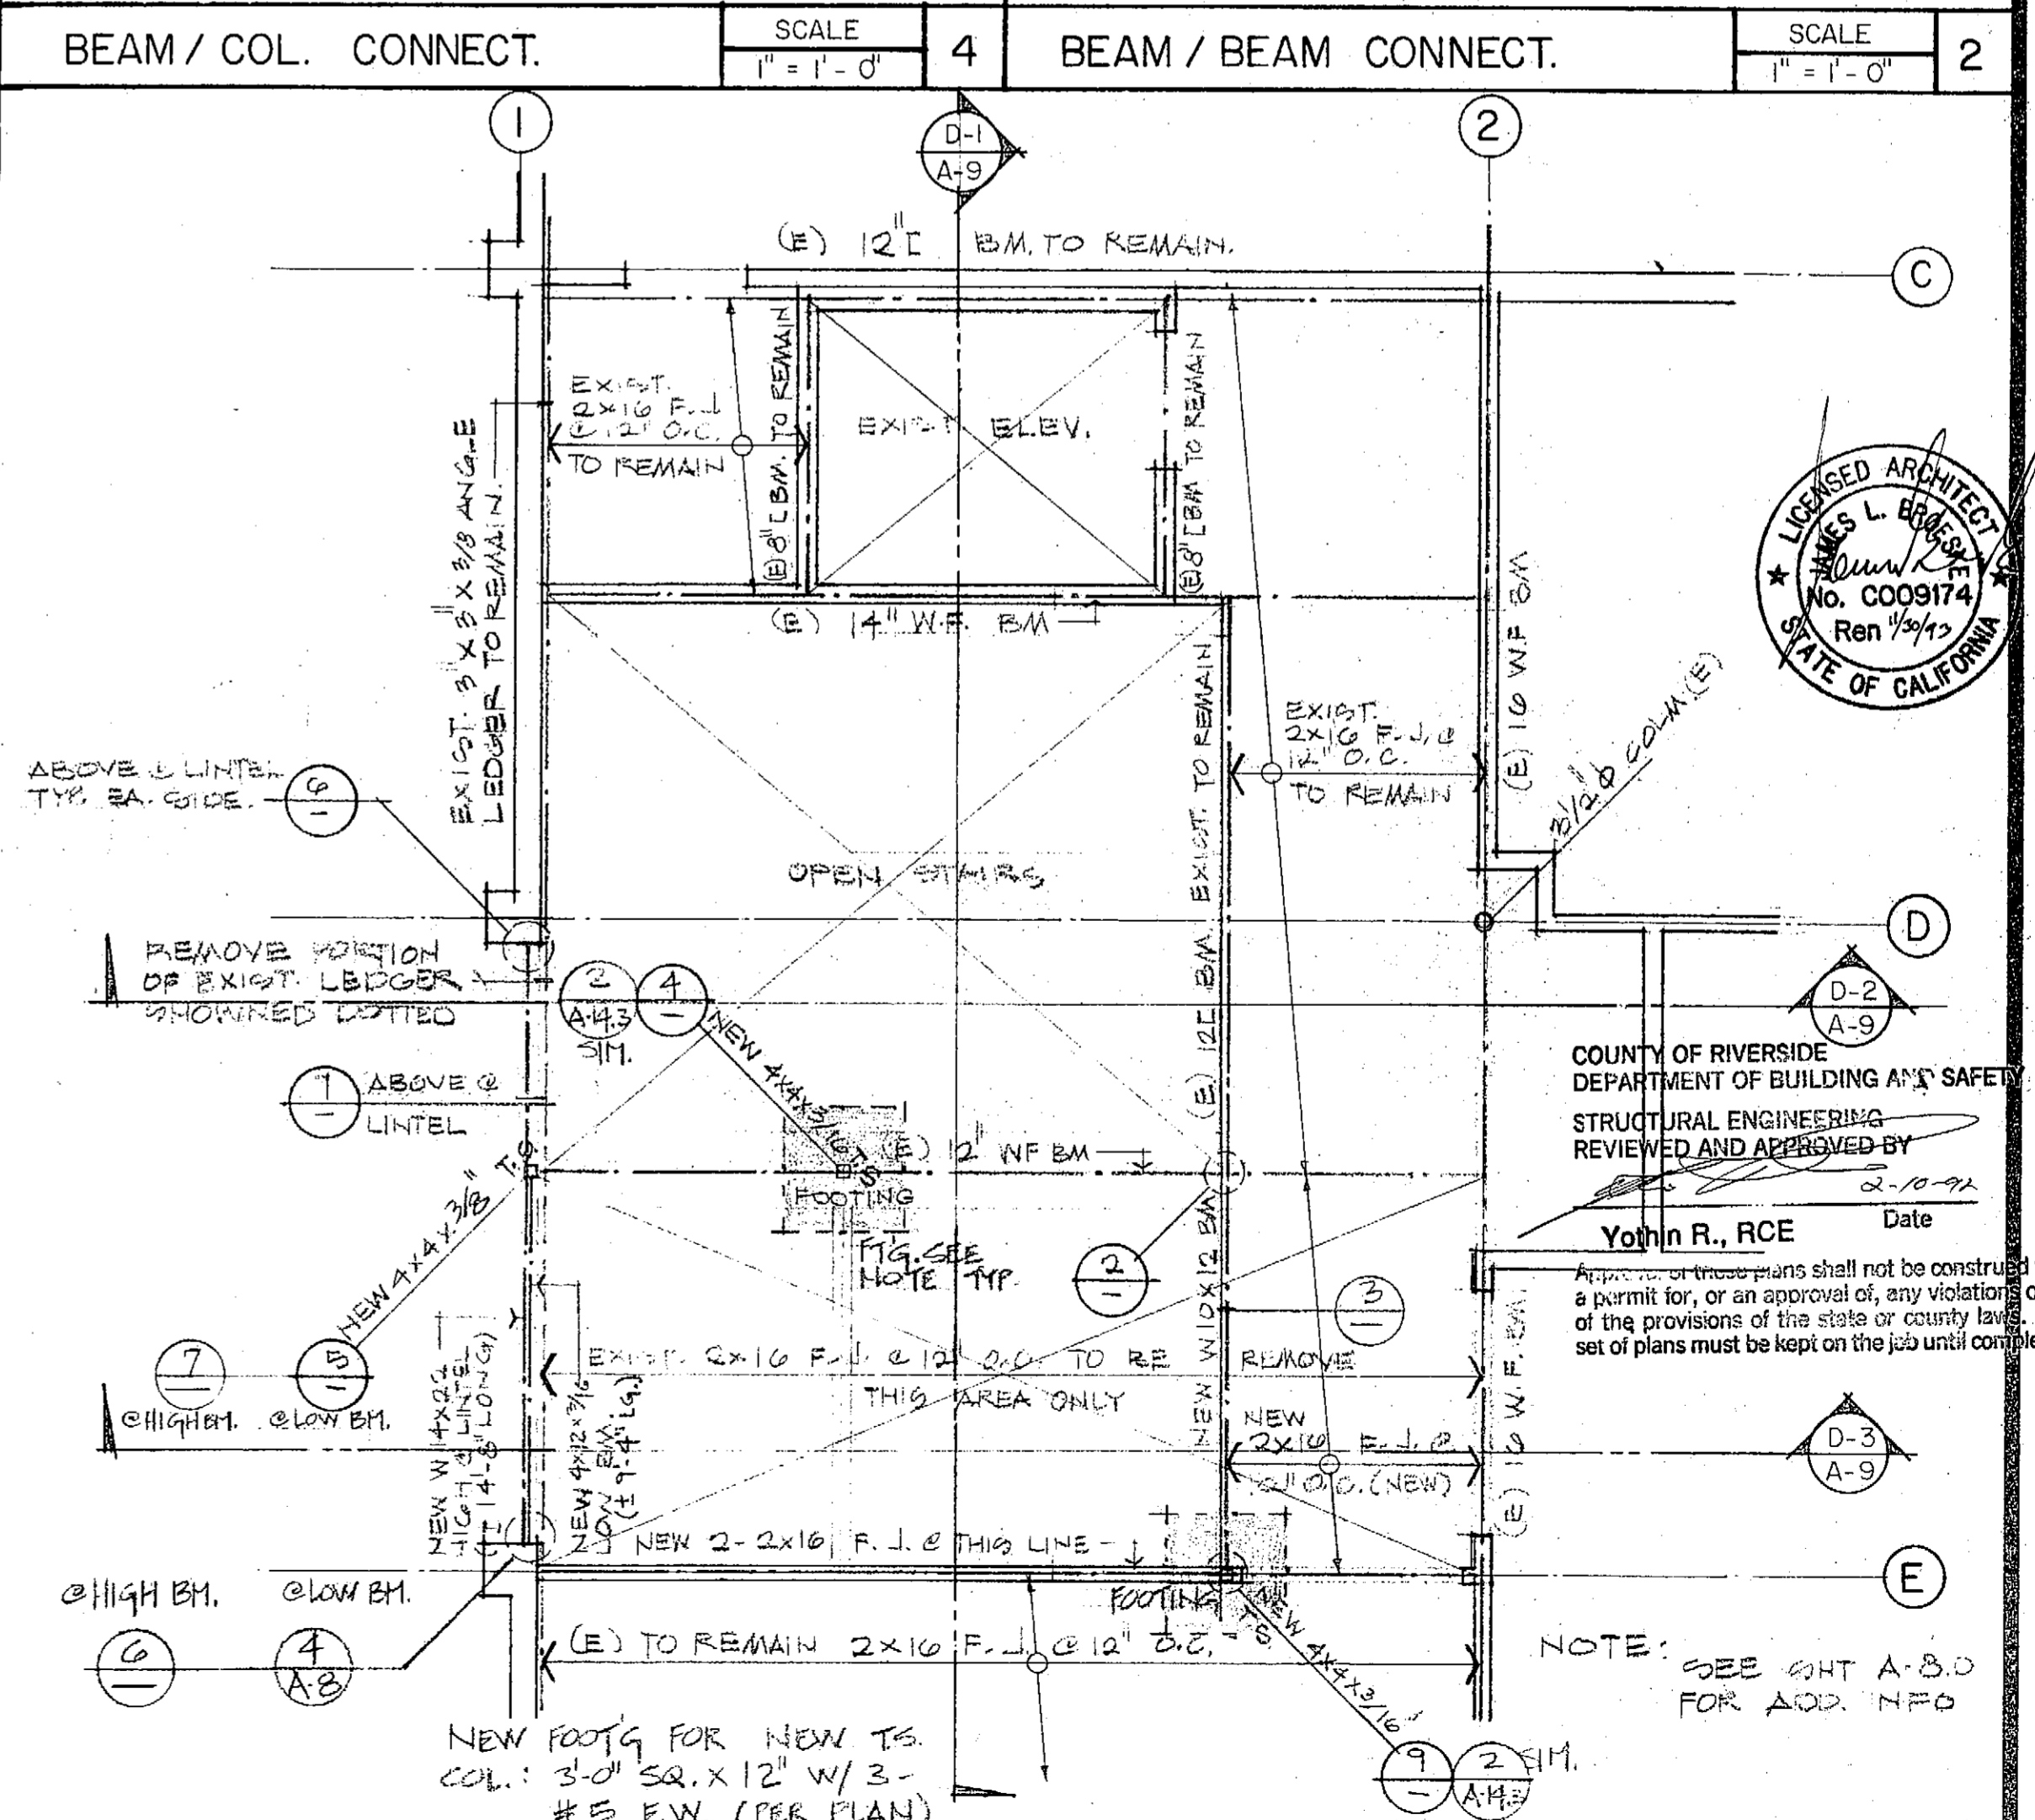 BEAM / COL. CONNECT.
SCALE
1" = 1'-0"
4
BEAM / BEAM CONNECT.
SCALE
1" = 1'-0"
2
1
D-1
A-9
2
(E) 12"[ BM. TO REMAIN.
C
EXIST.
2x16 F.J.
@ 12" O.C.
TO REMAIN
(E) 8"[ BM. TO REMAIN
EXIST ELEV.
(E) 8"[ BM TO REMAIN
EXIST. 3" x 3" x 3/8 ANGLE
LEDGER TO REMAIN.
(E) 14" W.F. BM
(E) 16 W.F BM
LICENSED ARCHITECT
JAMES L. BROESKE
No. C009174
Ren 11/30/93
STATE OF CALIFORNIA
EXIST.
2x16 F.J. @
12" O.C.
TO REMAIN
3 1/2" φ COLM (E)
ABOVE @ LINTEL
TYP. EA. SIDE.
6
-
OPEN STAIRS
(E) 12[ BM. EXIST. TO REMAIN
D
REMOVE PORTION
OF EXIST. LEDGER
SHOWNED DOTTED
2
A-14.3
SIM.
4
-
NEW 4x4x3/16 T.S
D-2
A-9
1
-
ABOVE @
LINTEL
COUNTY OF RIVERSIDE
DEPARTMENT OF BUILDING AND SAFETY
STRUCTURAL ENGINEERING
REVIEWED AND APPROVED BY
2-10-92
Date
Yothin R., RCE
Approval of these plans shall not be construed
a permit for, or an approval of, any violations o
of the provisions of the state or county laws.
set of plans must be kept on the job until comple
(E) 12" WF BM
FOOTING
FT'G. SEE
NOTE TYP.
NEW 4x4x3/8" T.S
2
-
3
-
7
-
@HIGH BM.
5
-
@LOW BM.
NEW W14x22
HIGH @ LINTEL
(± 14'-8" LONG)
NEW 4x12x3/16
LOW BM.
(± 9'-4" LG.)
EXIST. 2x16 F.J. @ 12" O.C. TO RE REMOVE
THIS AREA ONLY
NEW W10x12 BM
NEW
2x16 F.J. @
O.C. (NEW)
(E) 16 W.F. BM.
D-3
A-9
NEW 2-2x16 F.J. @ THIS LINE
E
FOOTING
NEW 4x4x3/16" T.S
@HIGH BM.
@LOW BM.
6
-
4
A-8
(E) TO REMAIN 2x16 F.J. @ 12" O.C.
NOTE:
SEE SHT A-8.0
FOR ADD. INFO
NEW FOOT'G FOR NEW T.S.
COL.: 3'-0" SQ. x 12" W/ 3-
#5 E.W. (PER PLAN)
9
-
2
A-14.3
SIM.